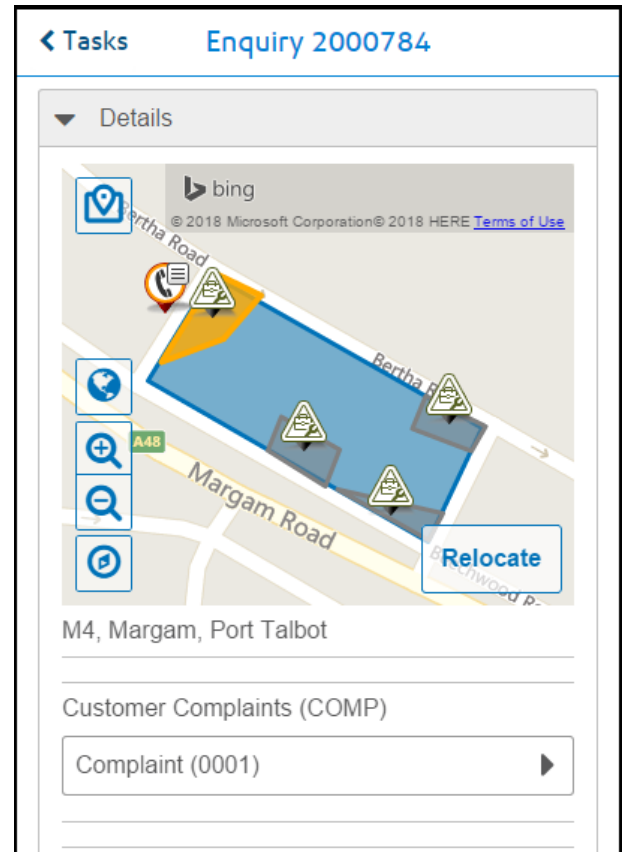 Tasks
Enquiry 2000784
Details
bing
© 2018 Microsoft Corporation© 2018 HERE Terms of Use
Bertha Road
Bertha
A48
Margam Road
Relocate
M4, Margam, Port Talbot
Customer Complaints (COMP)
Complaint (0001)